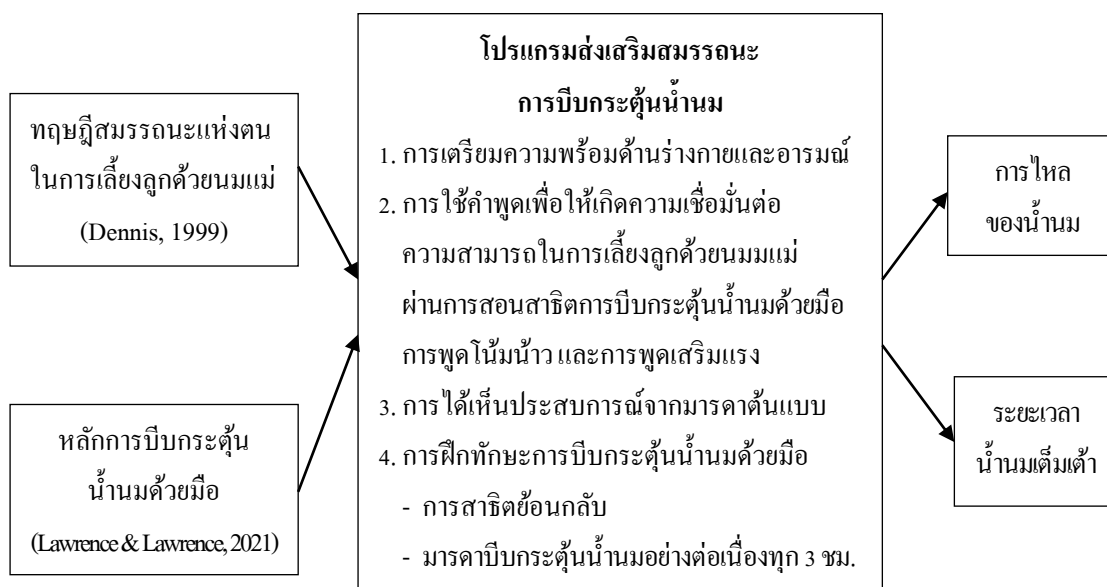 ทฤษฎีสมรรถนะแห่งตน
ในการเลี้ยงลูกด้วยนมแม่
(Dennis, 1999)
หลักการบีบกระตุ้น
น้ำนมด้วยมือ
(Lawrence & Lawrence, 2021)
โปรแกรมส่งเสริมสมรรถนะ
การบีบกระตุ้นน้ำนม
1. การเตรียมความพร้อมด้านร่างกายและอารมณ์
2. การใช้คำพูดเพื่อให้เกิดความเชื่อมั่นต่อ
ความสามารถในการเลี้ยงลูกด้วยนมมแม่
ผ่านการสอนสาธิตการบีบกระตุ้นน้ำนมด้วยมือ
การพูดโน้มน้าว และการพูดเสริมแรง
3. การได้เห็นประสบการณ์จากมารดาต้นแบบ
4. การฝึกทักษะการบีบกระตุ้นน้ำนมด้วยมือ
- การสาธิตย้อนกลับ
- มารดาบีบกระตุ้นน้ำนมอย่างต่อเนื่องทุก 3 ชม.
การไหล
ของน้ำนม
ระยะเวลา
น้ำนมเต็มเต้า